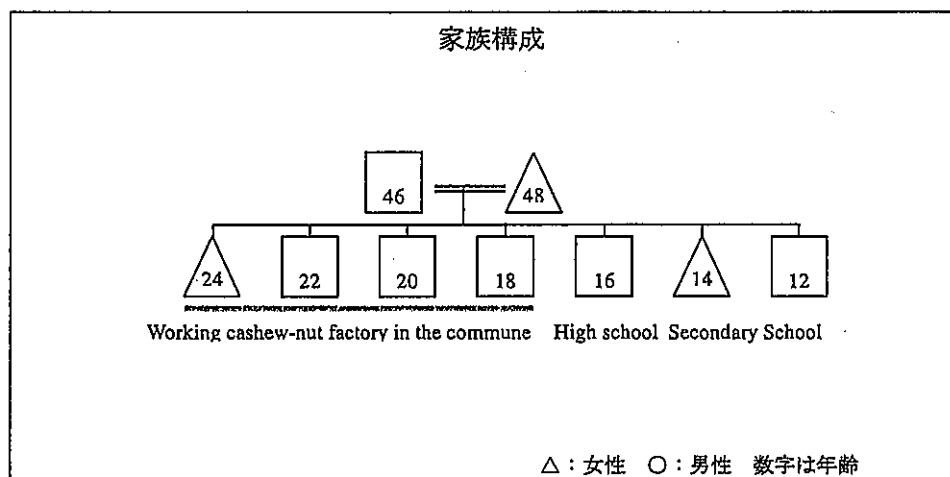 家族構成
46 48
24 22 20 18 16 14 12
Working cashew-nut factory in the commune High school Secondary School
△：女性 ○：男性 数字は年齢